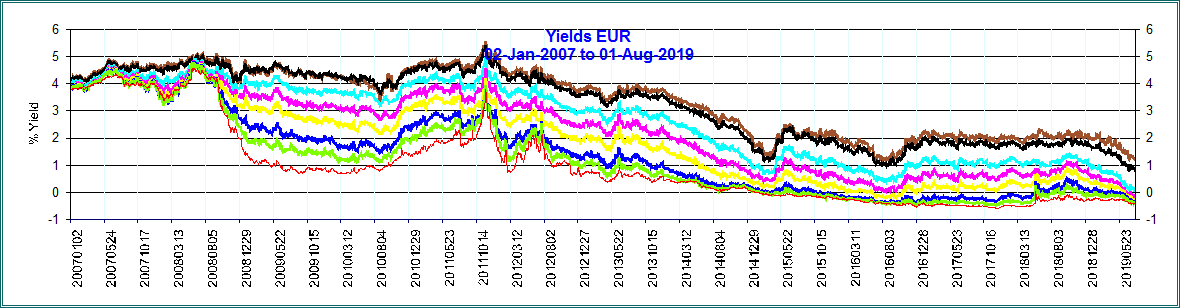 Yields EUR
02-Jan-2007 to 01-Aug-2019
% Yield
6 6
5 5
4 4
3 3
2 2
1 1
0 0
-1 -1
20070102 20070524 20071017 20080313 20080805 20081229 20090522 20091015 20100312 20100804 20101229 20110523 20111014 20120312 20120802 20121227 20130522 20131015 20140312 20140804 20141229 20150522 20151015 20160311 20160803 20161228 20170523 20171016 20180313 20180803 20181228 20190523